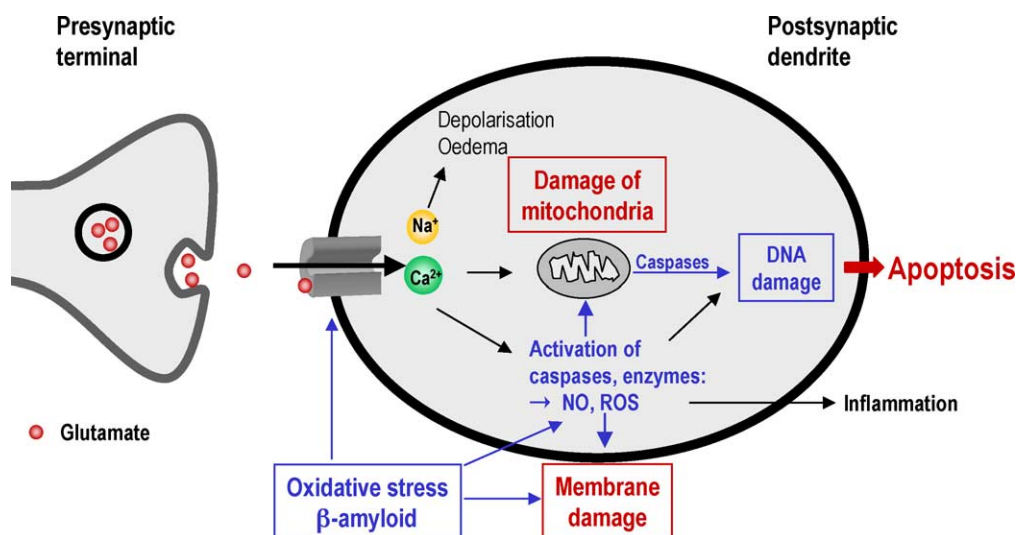 Presynaptic
terminal
Postsynaptic
dendrite
Depolarisation
Oedema
Damage of
mitochondria
Na⁺
Ca²⁺
Caspases
DNA
damage
Apoptosis
Activation of
caspases, enzymes:
→ NO, ROS
Inflammation
Glutamate
Oxidative stress
β-amyloid
Membrane
damage